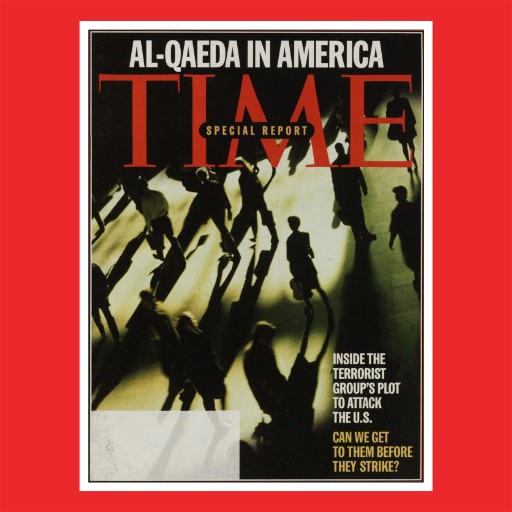 AL-QAEDA IN AMERICA
TIME
SPECIAL REPORT
INSIDE THE
TERRORIST
GROUP'S PLOT
TO ATTACK
THE U.S.
CAN WE GET
TO THEM BEFORE
THEY STRIKE?